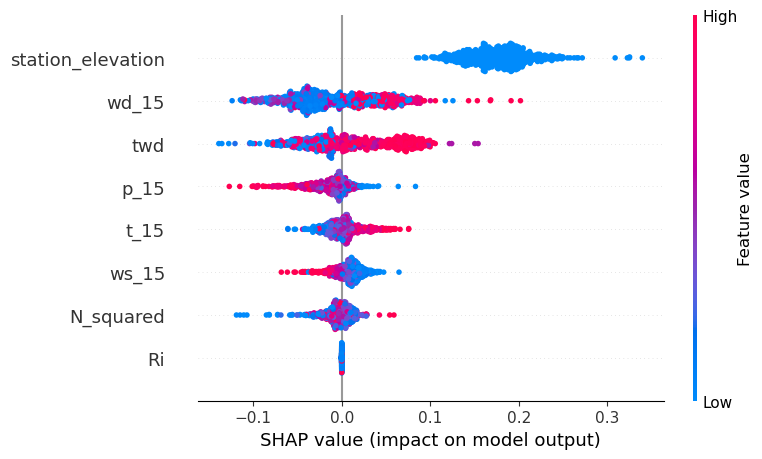 High
station_elevation
wd_15
twd
p_15
t_15
ws_15
N_squared
Ri
Feature value
Low
−0.1 0.0 0.1 0.2 0.3
SHAP value (impact on model output)